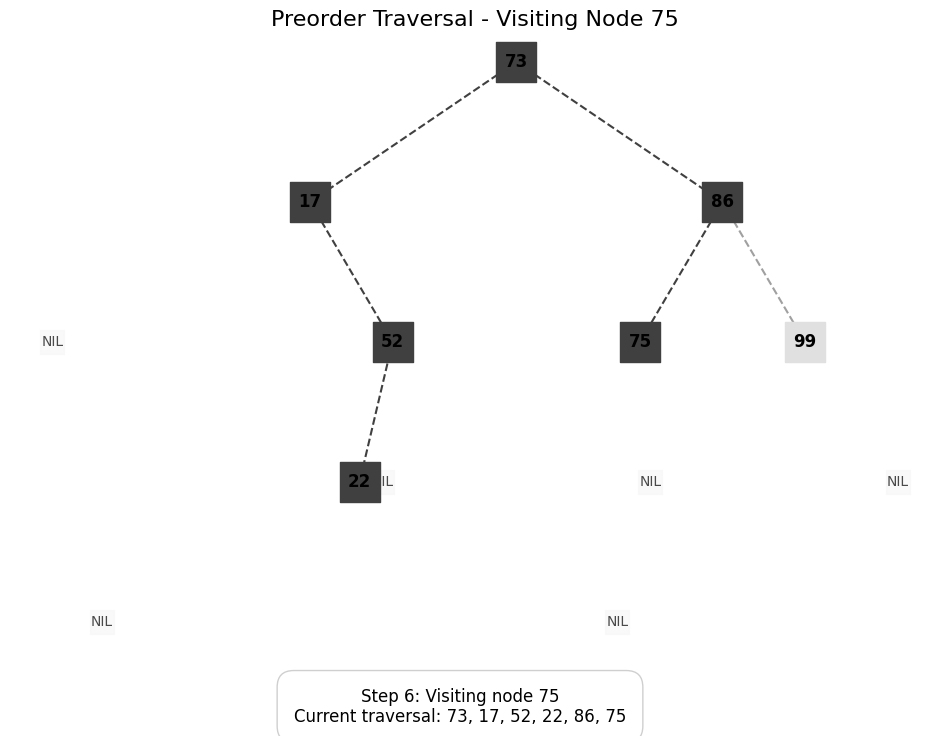 Preorder Traversal - Visiting Node 75
73
17
86
NIL
52
75
99
22
NIL
NIL
NIL
NIL
Step 6: Visiting node 75
Current traversal: 73, 17, 52, 22, 86, 75